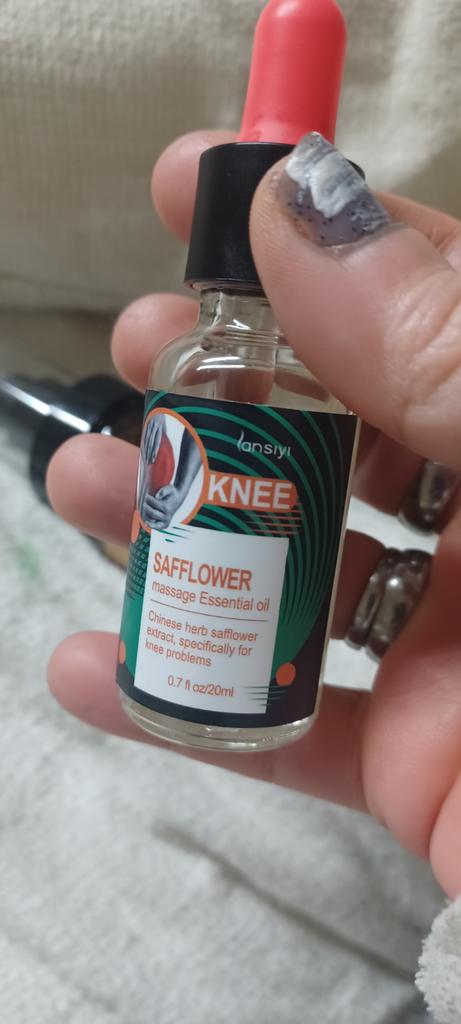 lansiyi
KNEE
SAFFLOWER
massage Essential oil
Chinese herb safflower
extract, specifically for
knee problems
0.7 fl oz/20ml